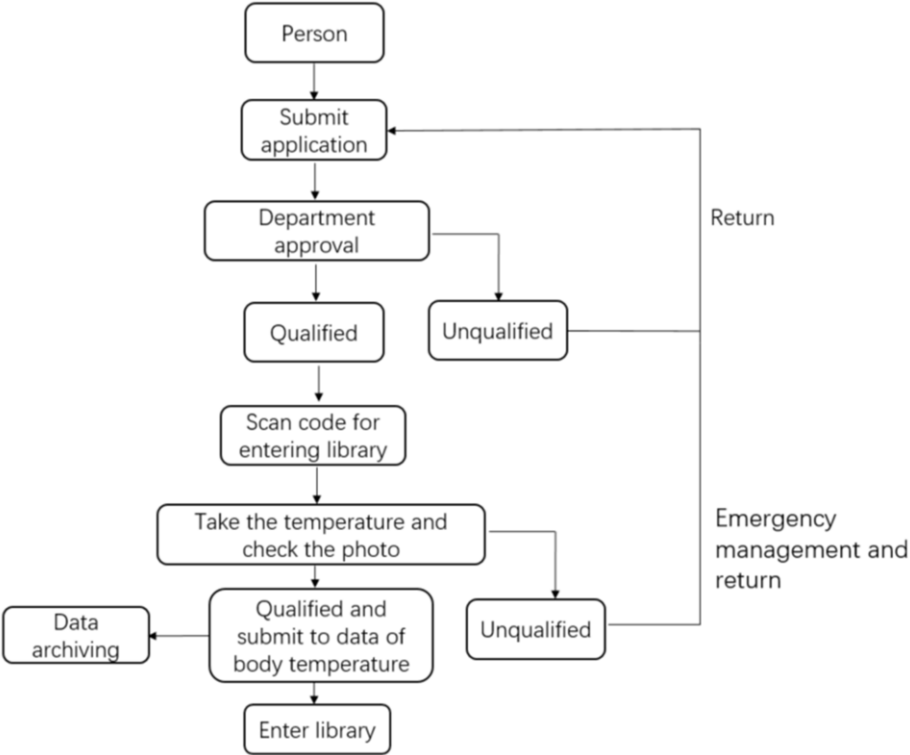 Person
Submit
application
Department
approval
Return
Qualified
Unqualified
Scan code for
entering library
Take the temperature and
check the photo
Emergency
management and
return
Data
archiving
Qualified and
submit to data of
body temperature
Unqualified
Enter library